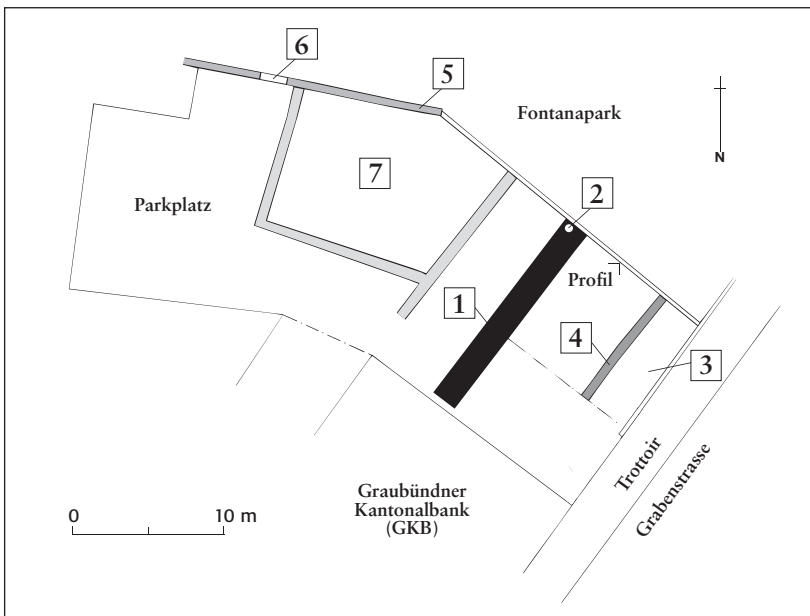 6
5
Fontanapark
N
7
2
Parkplatz
Profil
1
4
3
Trottoir
Grabenstrasse
Graubündner
Kantonalbank
(GKB)
0 10 m